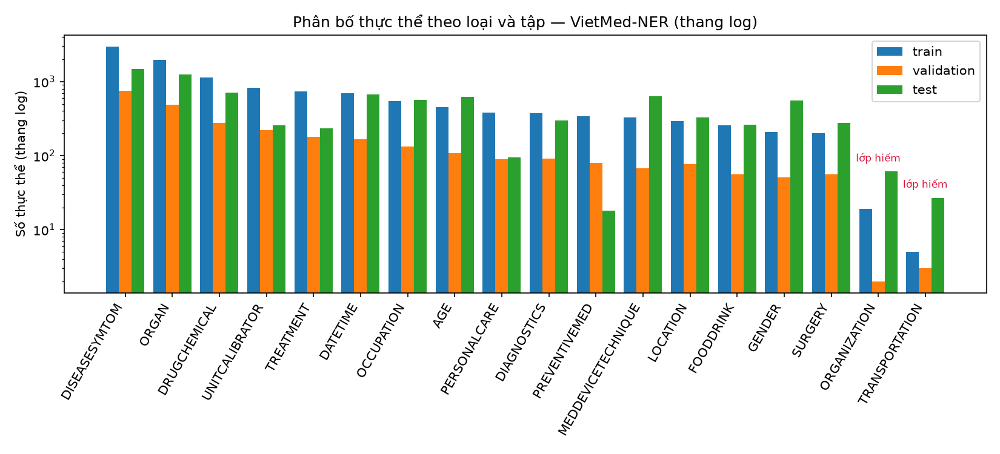 Phân bố thực thể theo loại và tập — VietMed-NER (thang log)
Số thực thể (thang log)
10³
10²
10¹
train
validation
test
lớp hiếm
lớp hiếm
DISEASESYMTOM
ORGAN
DRUGCHEMICAL
UNITCALIBRATOR
TREATMENT
DATETIME
OCCUPATION
AGE
PERSONALCARE
DIAGNOSTICS
PREVENTIVEMED
MEDDEVICETECHNIQUE
LOCATION
FOODDRINK
GENDER
SURGERY
ORGANIZATION
TRANSPORTATION